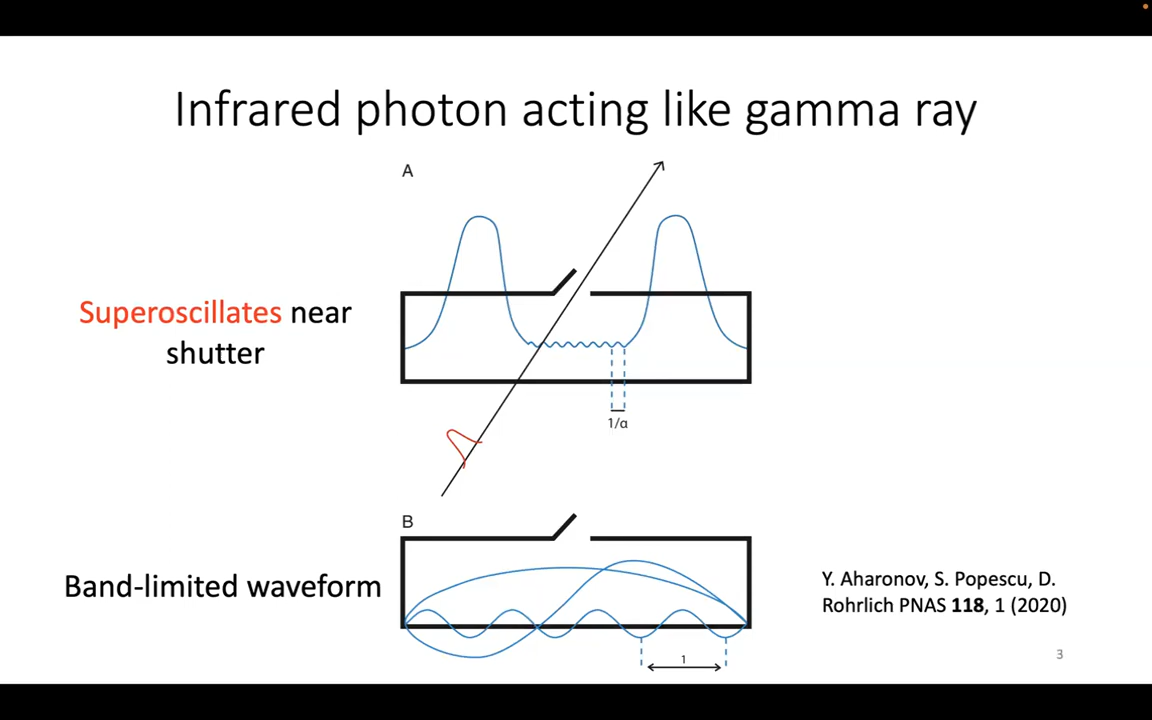 Infrared photon acting like gamma ray
A
Superoscillates near
shutter
1/α
B
Band-limited waveform
1
Y. Aharonov, S. Popescu, D.
Rohrlich PNAS 118, 1 (2020)
3